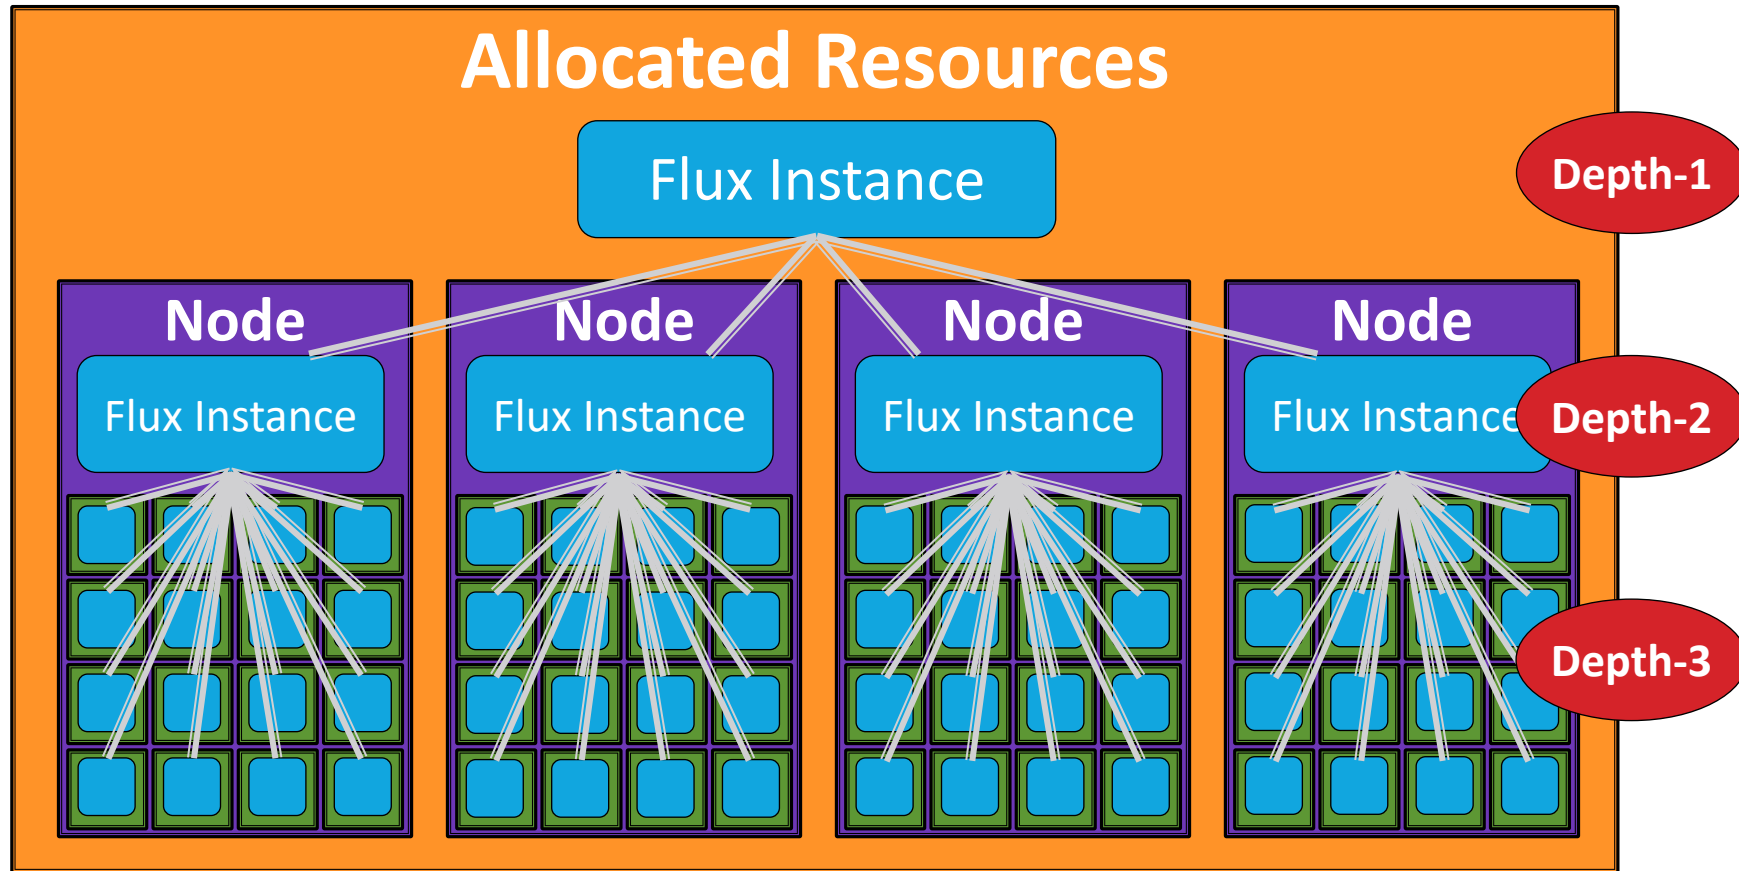 Allocated Resources
Flux Instance
Depth-1
Node
Node
Node
Node
Flux Instance
Flux Instance
Flux Instance
Flux Instance
Depth-2
Depth-3